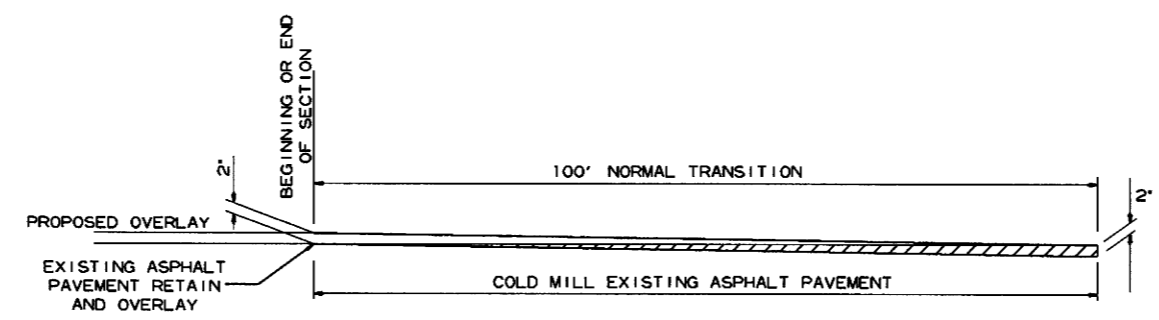 BEGINNING OR END
OF SECTION
2"
100' NORMAL TRANSITION
2"
PROPOSED OVERLAY
EXISTING ASPHALT
PAVEMENT RETAIN
AND OVERLAY
COLD MILL EXISTING ASPHALT PAVEMENT